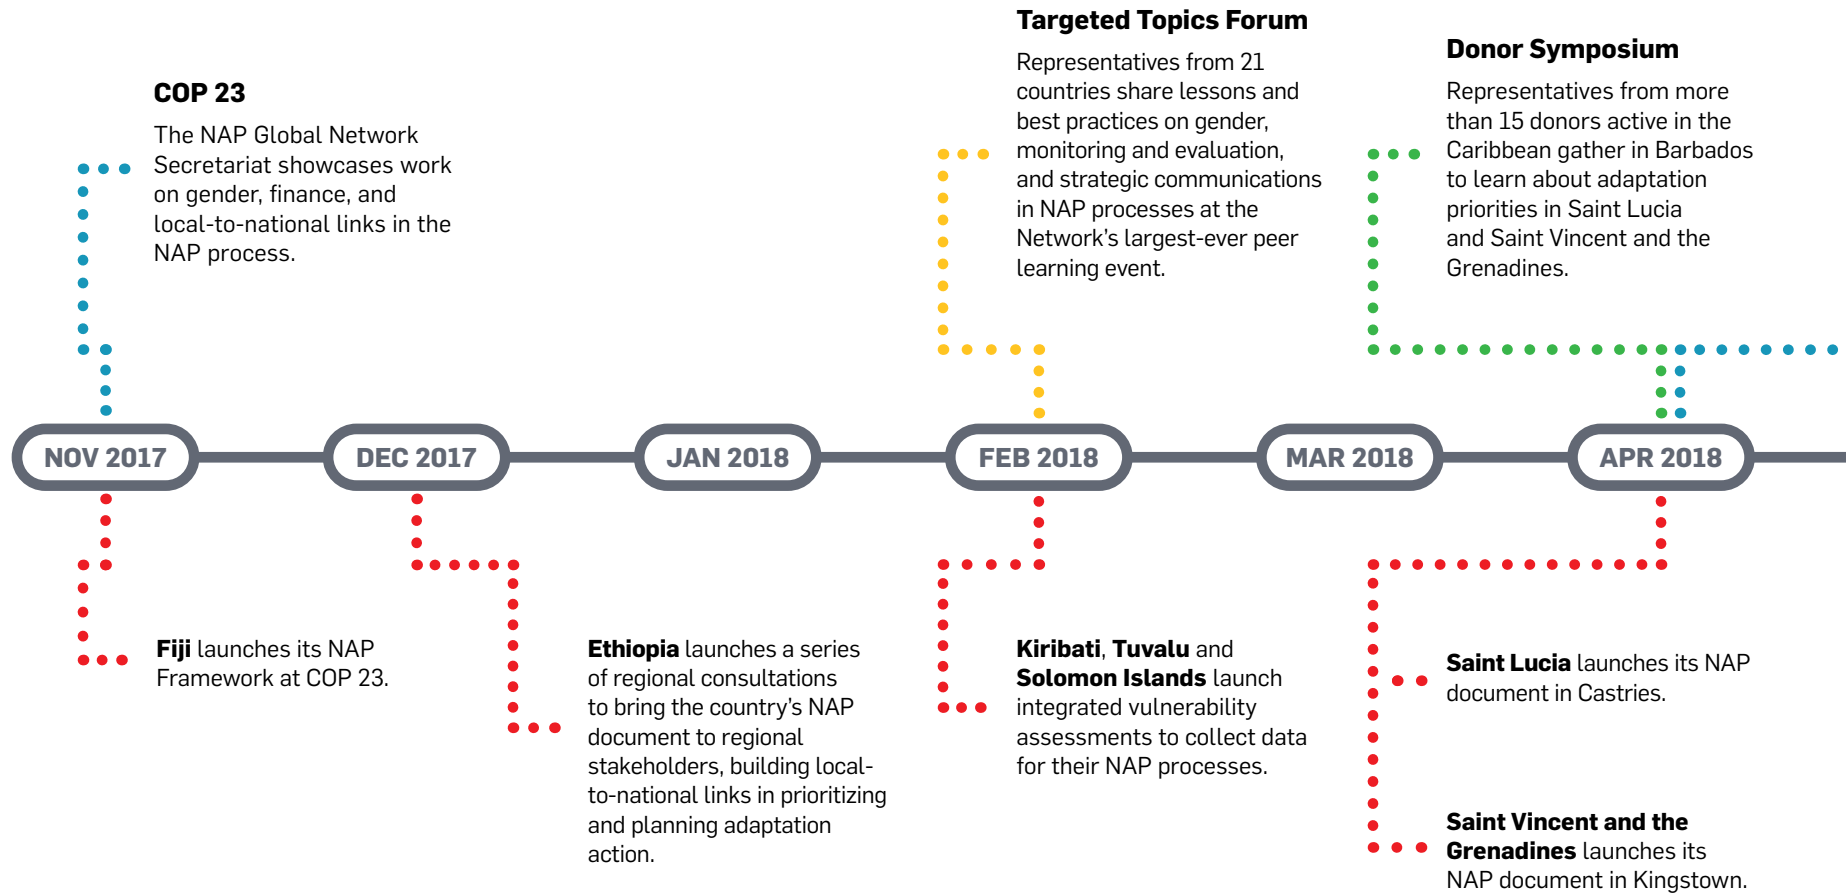 COP 23
The NAP Global Network
Secretariat showcases work
on gender, finance, and
local-to-national links in the
NAP process.
Targeted Topics Forum
Representatives from 21
countries share lessons and
best practices on gender,
monitoring and evaluation,
and strategic communications
in NAP processes at the
Network’s largest-ever peer
learning event.
Donor Symposium
Representatives from more
than 15 donors active in the
Caribbean gather in Barbados
to learn about adaptation
priorities in Saint Lucia
and Saint Vincent and the
Grenadines.
NOV 2017
DEC 2017
JAN 2018
FEB 2018
MAR 2018
APR 2018
Fiji launches its NAP
Framework at COP 23.
Ethiopia launches a series
of regional consultations
to bring the country’s NAP
document to regional
stakeholders, building local-
to-national links in prioritizing
and planning adaptation
action.
Kiribati, Tuvalu and
Solomon Islands launch
integrated vulnerability
assessments to collect data
for their NAP processes.
Saint Lucia launches its NAP
document in Castries.
Saint Vincent and the
Grenadines launches its
NAP document in Kingstown.